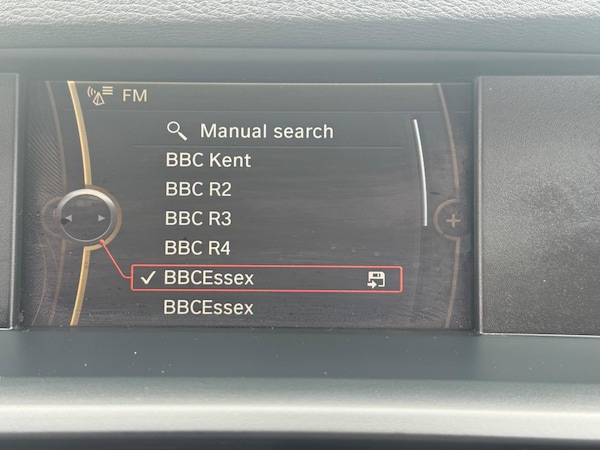 FM
Manual search
BBC Kent
BBC R2
BBC R3
BBC R4
BBCEssex
BBCEssex